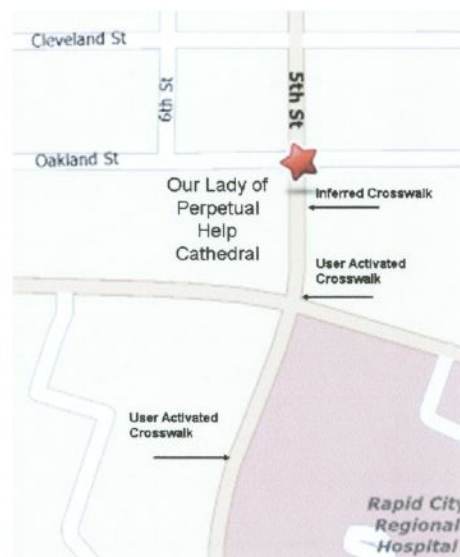 Cleveland St
6th St
5th St
Oakland St
Our Lady of
Perpetual
Help
Cathedral
Inferred Crosswalk
User Activated
Crosswalk
User Activated
Crosswalk
Rapid City
Regional
Hospital